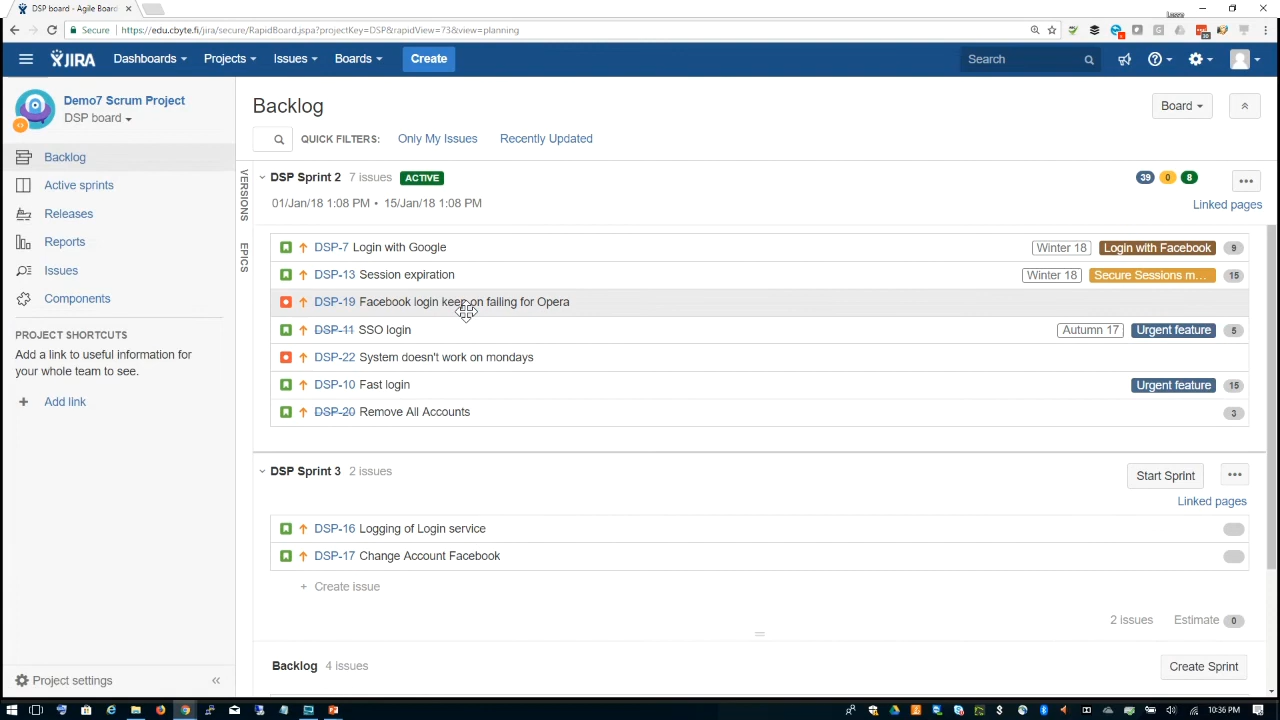 DSP board - Agile Board
Secure https://edu.cbyte.fi/jira/secure/RapidBoard.jspa?projectKey=DSP&rapidView=73&view=planning
JIRA Dashboards Projects Issues Boards Create Search
Demo7 Scrum Project
DSP board
Backlog
Active sprints
Releases
Reports
Issues
Components
PROJECT SHORTCUTS
Add a link to useful information for
your whole team to see.
+ Add link
Project settings «
Backlog
Board
QUICK FILTERS: Only My Issues Recently Updated
VERSIONS
EPICS
DSP Sprint 2 7 issues ACTIVE 39 0 8 •••
01/Jan/18 1:08 PM • 15/Jan/18 1:08 PM Linked pages
DSP-7 Login with Google Winter 18 Login with Facebook 9
DSP-13 Session expiration Winter 18 Secure Sessions m... 15
DSP-19 Facebook login keep on failing for Opera
DSP-11 SSO login Autumn 17 Urgent feature 5
DSP-22 System doesn't work on mondays
DSP-10 Fast login Urgent feature 15
DSP-20 Remove All Accounts 3
DSP Sprint 3 2 issues Start Sprint •••
Linked pages
DSP-16 Logging of Login service
DSP-17 Change Account Facebook
+ Create issue
2 issues Estimate 0
Backlog 4 issues Create Sprint
10:36 PM